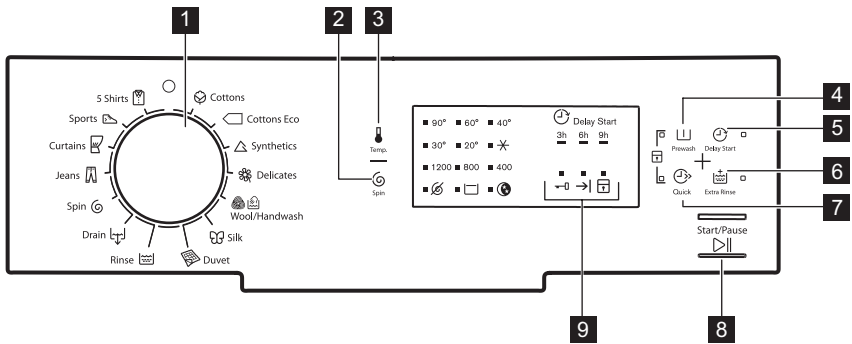 1
2
3
4
5
6
7
8
9
5 Shirts
Cottons
Sports
Cottons Eco
Curtains
Synthetics
Jeans
Delicates
Spin
Wool/Handwash
Drain
Silk
Rinse
Duvet
Temp.
Spin
90° 60° 40°
30° 20°
1200 800 400
Delay Start
3h 6h 9h
Prewash
Delay Start
Quick
Extra Rinse
Start/Pause